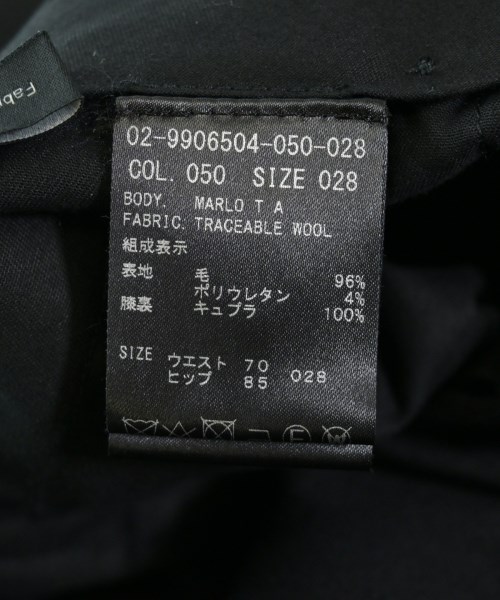 Fabr
02-9906504-050-028
COL. 050 SIZE 028
BODY. MARLO T A
FABRIC. TRACEABLE WOOL
組成表示
表地 毛 96%
ポリウレタン 4%
膝裏 キュプラ 100%
SIZE ウエスト 70
ヒップ 85 028